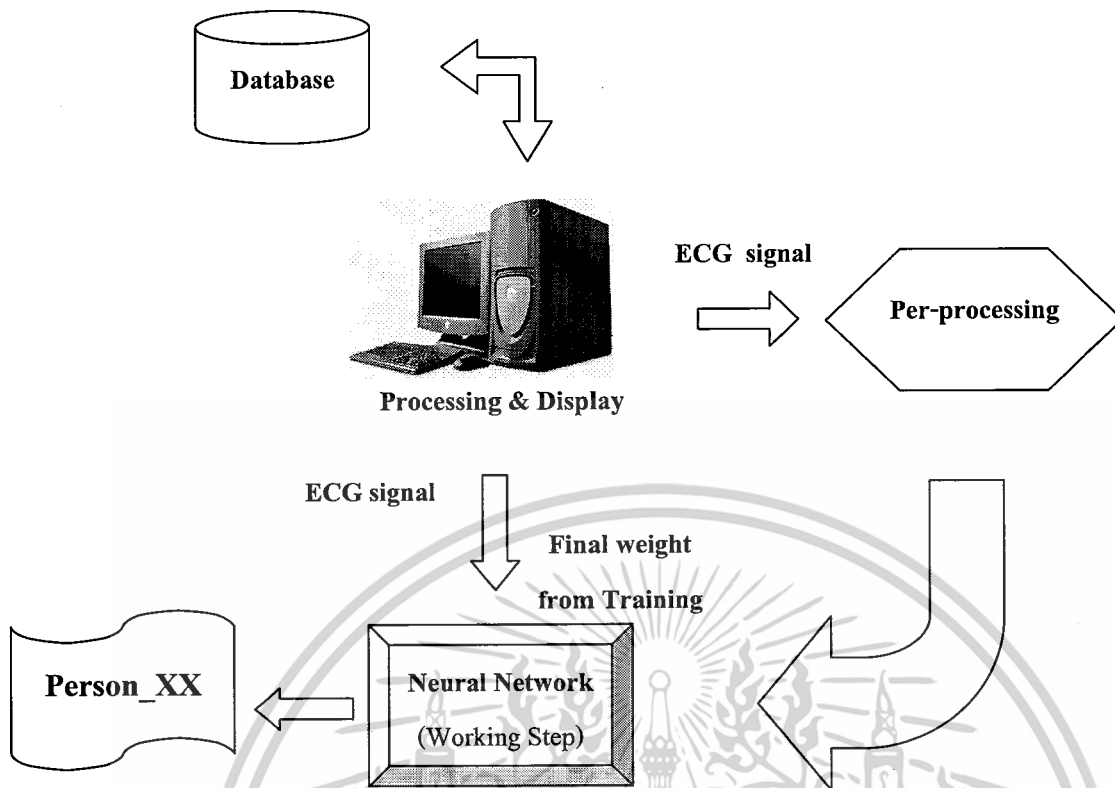 Database
ECG signal
Per-processing
Processing & Display
ECG signal
Final weight
from Training
Person_XX
Neural Network
(Working Step)